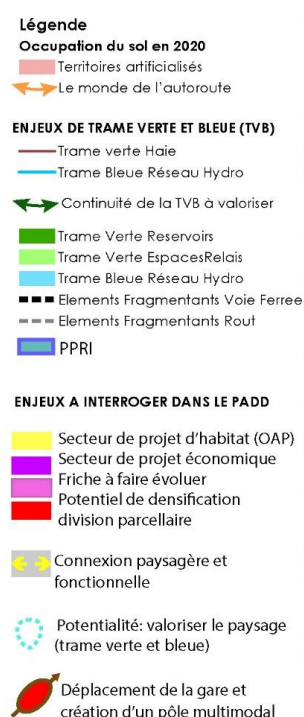 Légende
Occupation du sol en 2020
Territoires artificialisés
Le monde de l'autoroute
ENJEUX DE TRAME VERTE ET BLEUE (TVB)
Trame verte Haie
Trame Bleue Réseau Hydro
Continuité de la TVB à valoriser
Trame Verte Reservoirs
Trame Verte EspacesRelais
Trame Bleue Réseau Hydro
Elements Fragmentants Voie Ferree
Elements Fragmentants Rout
PPRI
ENJEUX A INTERROGER DANS LE PADD
Secteur de projet d'habitat (OAP)
Secteur de projet économique
Friche à faire évoluer
Potentiel de densification
division parcellaire
Connexion paysagère et
fonctionnelle
Potentialité: valoriser le paysage
(trame verte et bleue)
Déplacement de la gare et
création d'un pôle multimodal